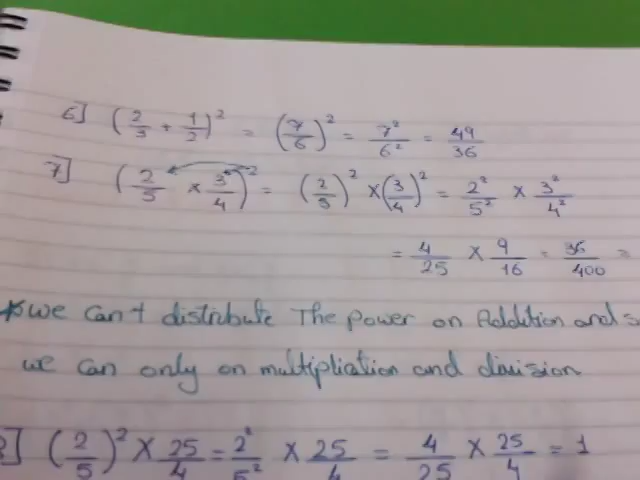 6] (2/3 + 1/2)² = (7/6)² = 7²/6² = 49/36
7] (2/5 × 3/4)² = (2/5)² × (3/4)² = 2²/5² × 3²/4²
= 4/25 × 9/16 = 36/400 =
* we can't distribute The power on Addition and
we can only on multipliation and division
] (2/5)² × 25/4 = 2²/5² × 25/4 = 4/25 × 25/4 = 1